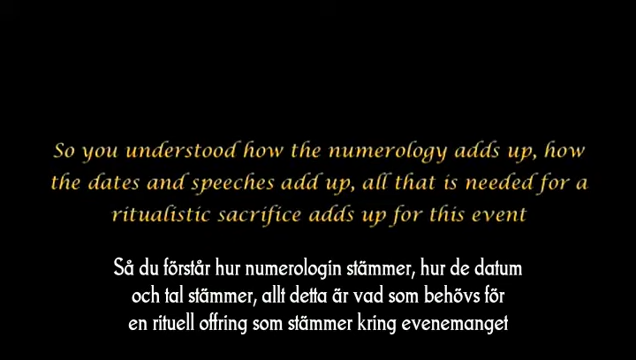 So you understood how the numerology adds up, how
the dates and speeches add up, all that is needed for a
ritualistic sacrifice adds up for this event
Så du förstår hur numerologin stämmer, hur de datum
och tal stämmer, allt detta är vad som behövs för
en rituell offring som stämmer kring evenemanget